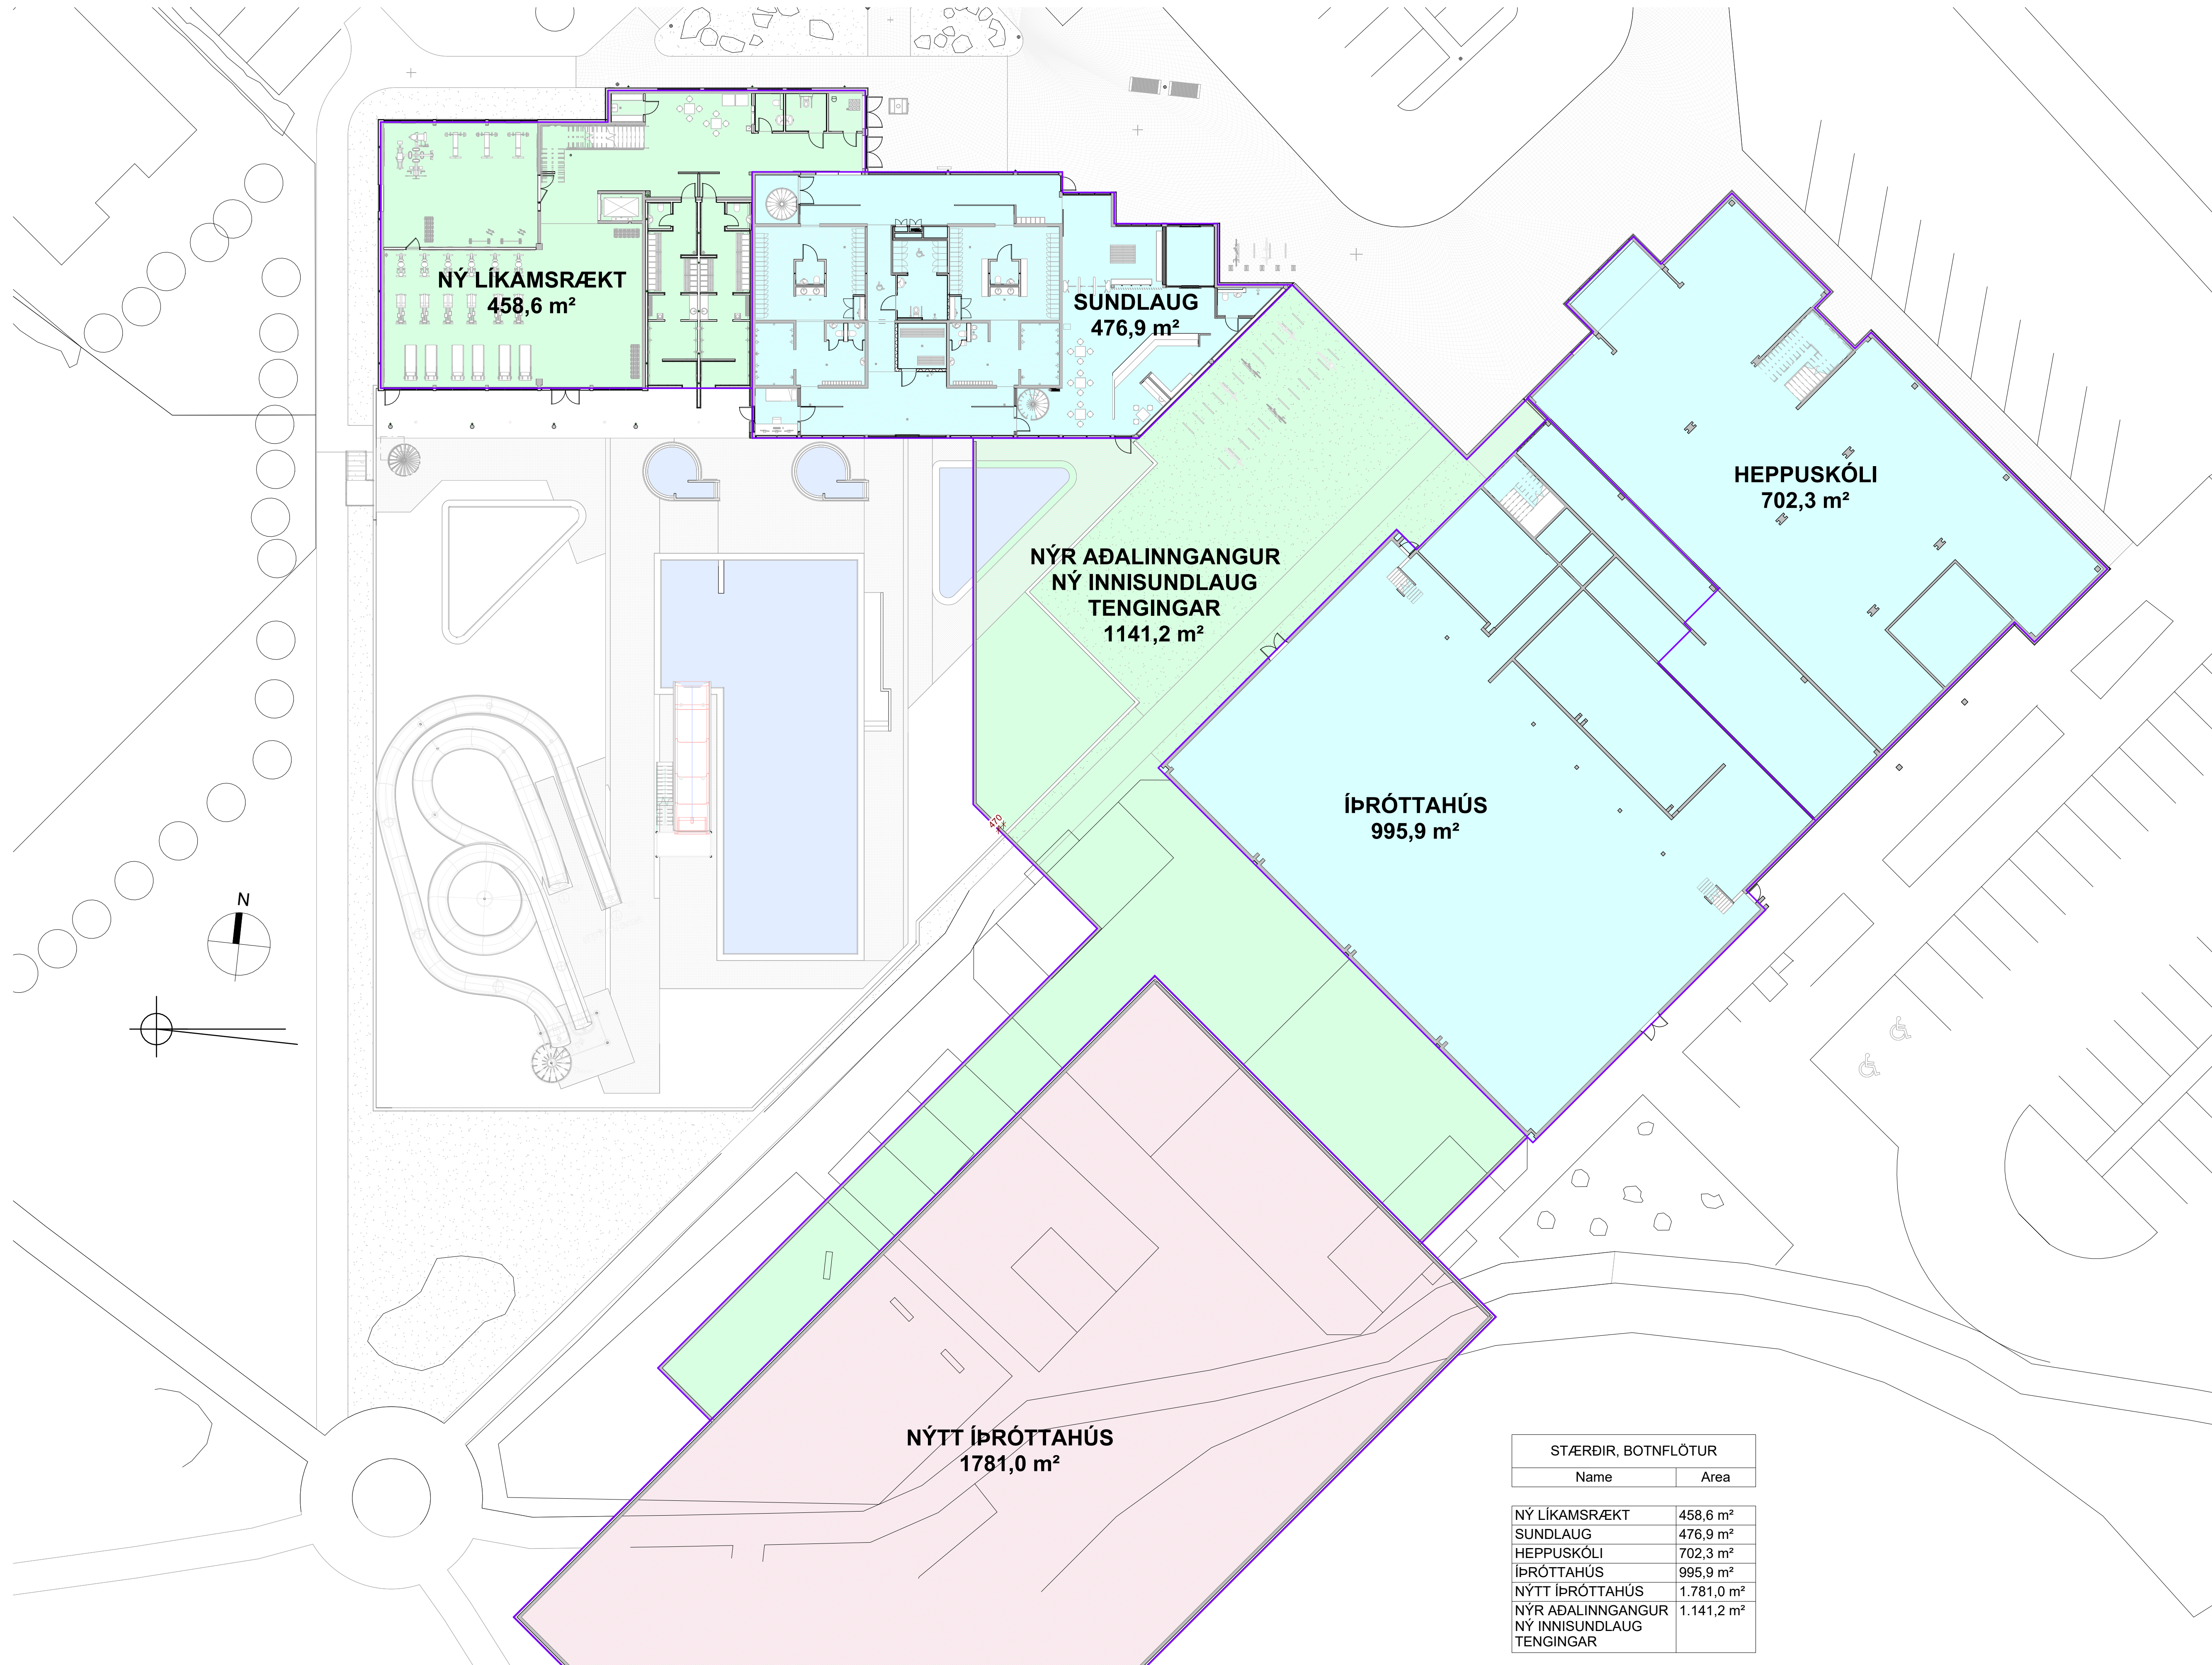 NÝ LÍKAMSRÆKT
458,6 m²
SUNDLAUG
476,9 m²
HEPPUSKÓLI
702,3 m²
NÝR AÐALINNGANGUR
NÝ INNISUNDLAUG
TENGINGAR
1141,2 m²
ÍÞRÓTTAHÚS
995,9 m²
470
N
NÝTT ÍÞRÓTTAHÚS
1781,0 m²
STÆRÐIR, BOTNFLÖTUR
Name Area
NÝ LÍKAMSRÆKT 458,6 m²
SUNDLAUG 476,9 m²
HEPPUSKÓLI 702,3 m²
ÍÞRÓTTAHÚS 995,9 m²
NÝTT ÍÞRÓTTAHÚS 1.781,0 m²
NÝR AÐALINNGANGUR 1.141,2 m²
NÝ INNISUNDLAUG
TENGINGAR